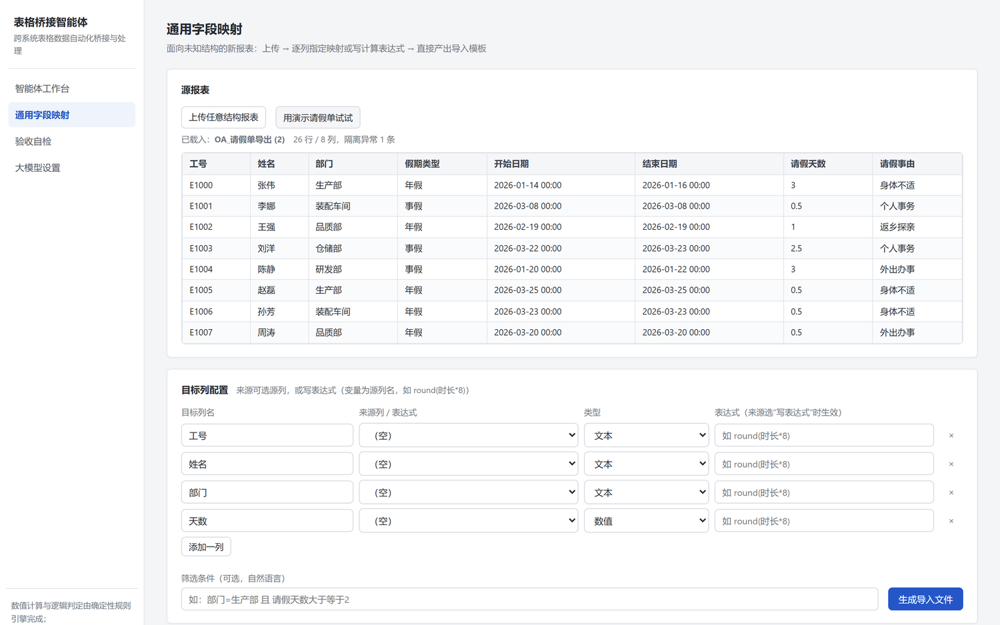 表格桥接智能体
跨系统表格数据自动化桥接与处
理
智能体工作台
通用字段映射
验收自检
大模型设置
数值计算与逻辑判定由确定性规则
引擎完成；
通用字段映射
面向未知结构的新报表：上传 → 逐列指定映射或写计算表达式 → 直接产出导入模板
源报表
上传任意结构报表 用演示请假单试试
已载入：OA_请假单导出 (2) 26 行 / 8 列，隔离异常 1 条
工号 姓名 部门 假期类型 开始日期 结束日期 请假天数 请假事由
E1000 张伟 生产部 年假 2026-01-14 00:00 2026-01-16 00:00 3 身体不适
E1001 李娜 装配车间 事假 2026-03-08 00:00 2026-03-08 00:00 0.5 个人事务
E1002 王强 品质部 年假 2026-02-19 00:00 2026-02-19 00:00 1 返乡探亲
E1003 刘洋 仓储部 事假 2026-03-22 00:00 2026-03-23 00:00 2.5 个人事务
E1004 陈静 研发部 事假 2026-01-20 00:00 2026-01-22 00:00 3 外出办事
E1005 赵磊 生产部 年假 2026-03-25 00:00 2026-03-25 00:00 0.5 身体不适
E1006 孙芳 装配车间 年假 2026-03-23 00:00 2026-03-23 00:00 0.5 身体不适
E1007 周涛 品质部 年假 2026-03-20 00:00 2026-03-20 00:00 0.5 外出办事
目标列配置 来源可选源列，或写表达式（变量为源列名，如 round(时长*8)）
目标列名 来源列 / 表达式 类型 表达式（来源选"写表达式"时生效）
工号 （空） 文本 如 round(时长*8) ×
姓名 （空） 文本 如 round(时长*8) ×
部门 （空） 文本 如 round(时长*8) ×
天数 （空） 数值 如 round(时长*8) ×
添加一列
筛选条件（可选，自然语言）
如：部门=生产部 且 请假天数大于等于2 生成导入文件